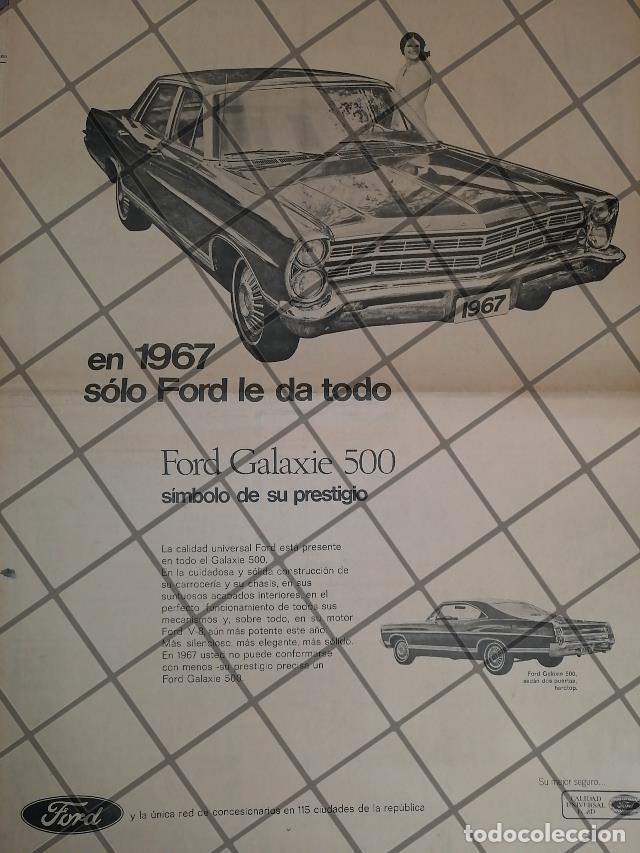 1967
en 1967
sólo Ford le da todo
Ford Galaxie 500
símbolo de su prestigio
La calidad universal Ford está presente
en todo el Galaxie 500.
En la cuidadosa y sólida construcción de
su carrocería y su chasis, en sus
suntuosos acabados interiores, en el
perfecto funcionamiento de todos sus
mecanismos y, sobre todo, en su motor
Ford V-8, aún más potente este año.
Más silencioso, más elegante, más sólido.
En 1967 usted no puede conformarse
con menos -su prestigio precisa un
Ford Galaxie 500.
Ford Galaxie 500,
sedán dos puertas,
hardtop.
Su mejor seguro...
CALIDAD
UNIVERSAL
FORD
Ford
Ford
y la única red de concesionarios en 115 ciudades de la república
todocoleccion